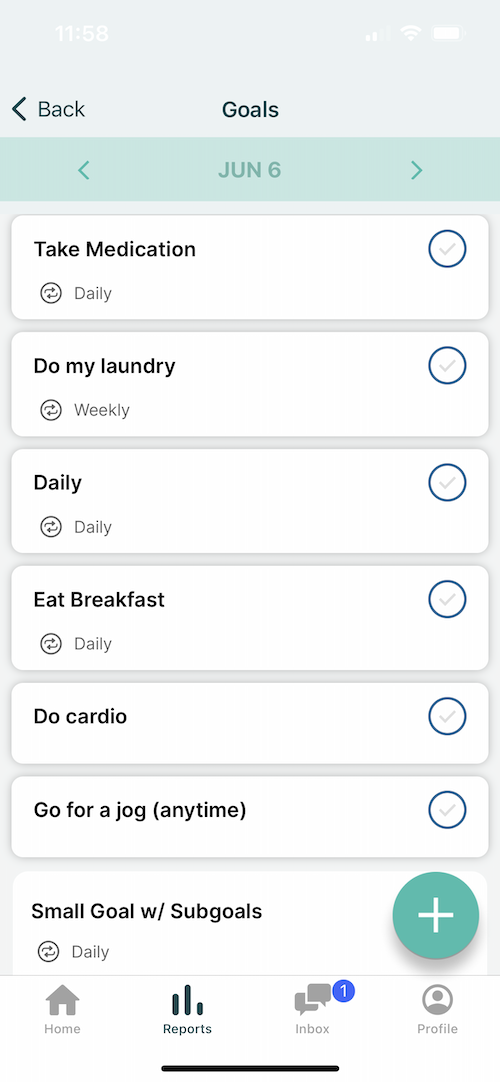 11:58
Back
Goals
JUN 6
Take Medication
Daily
Do my laundry
Weekly
Daily
Daily
Eat Breakfast
Daily
Do cardio
Go for a jog (anytime)
Small Goal w/ Subgoals
Daily
1
Home
Reports
Inbox
Profile